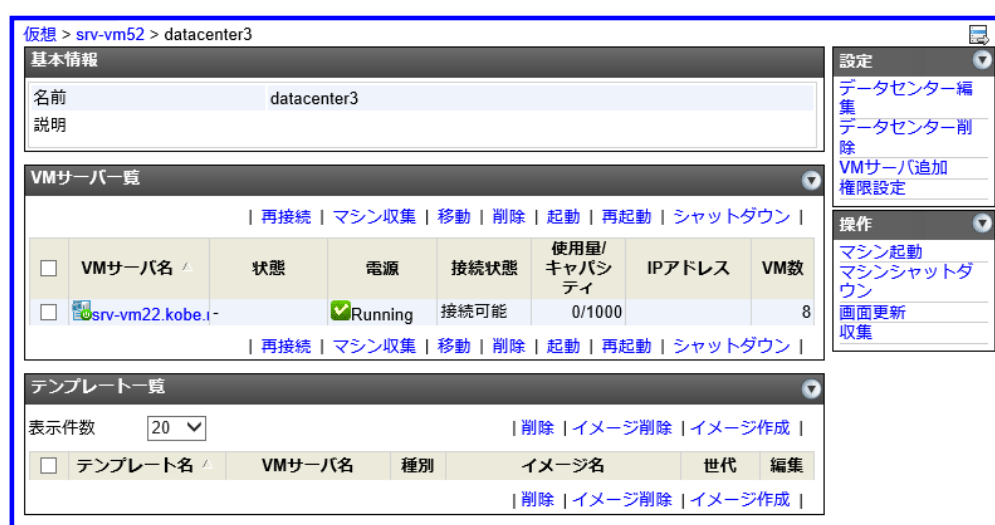 仮想 > srv-vm52 > datacenter3
基本情報
名前 datacenter3
説明
VMサーバ一覧
| 再接続 | マシン収集 | 移動 | 削除 | 起動 | 再起動 | シャットダウン |
VMサーバ名 状態 電源 接続状態 使用量/ IPアドレス VM数
キャパシ
ティ
srv-vm22.kobe. - Running 接続可能 0/1000 8
| 再接続 | マシン収集 | 移動 | 削除 | 起動 | 再起動 | シャットダウン |
テンプレート一覧
表示件数 20 | 削除 | イメージ削除 | イメージ作成 |
テンプレート名 VMサーバ名 種別 イメージ名 世代 編集
| 削除 | イメージ削除 | イメージ作成 |
設定
データセンター編
集
データセンター削
除
VMサーバ追加
権限設定
操作
マシン起動
マシンシャットダ
ウン
画面更新
収集